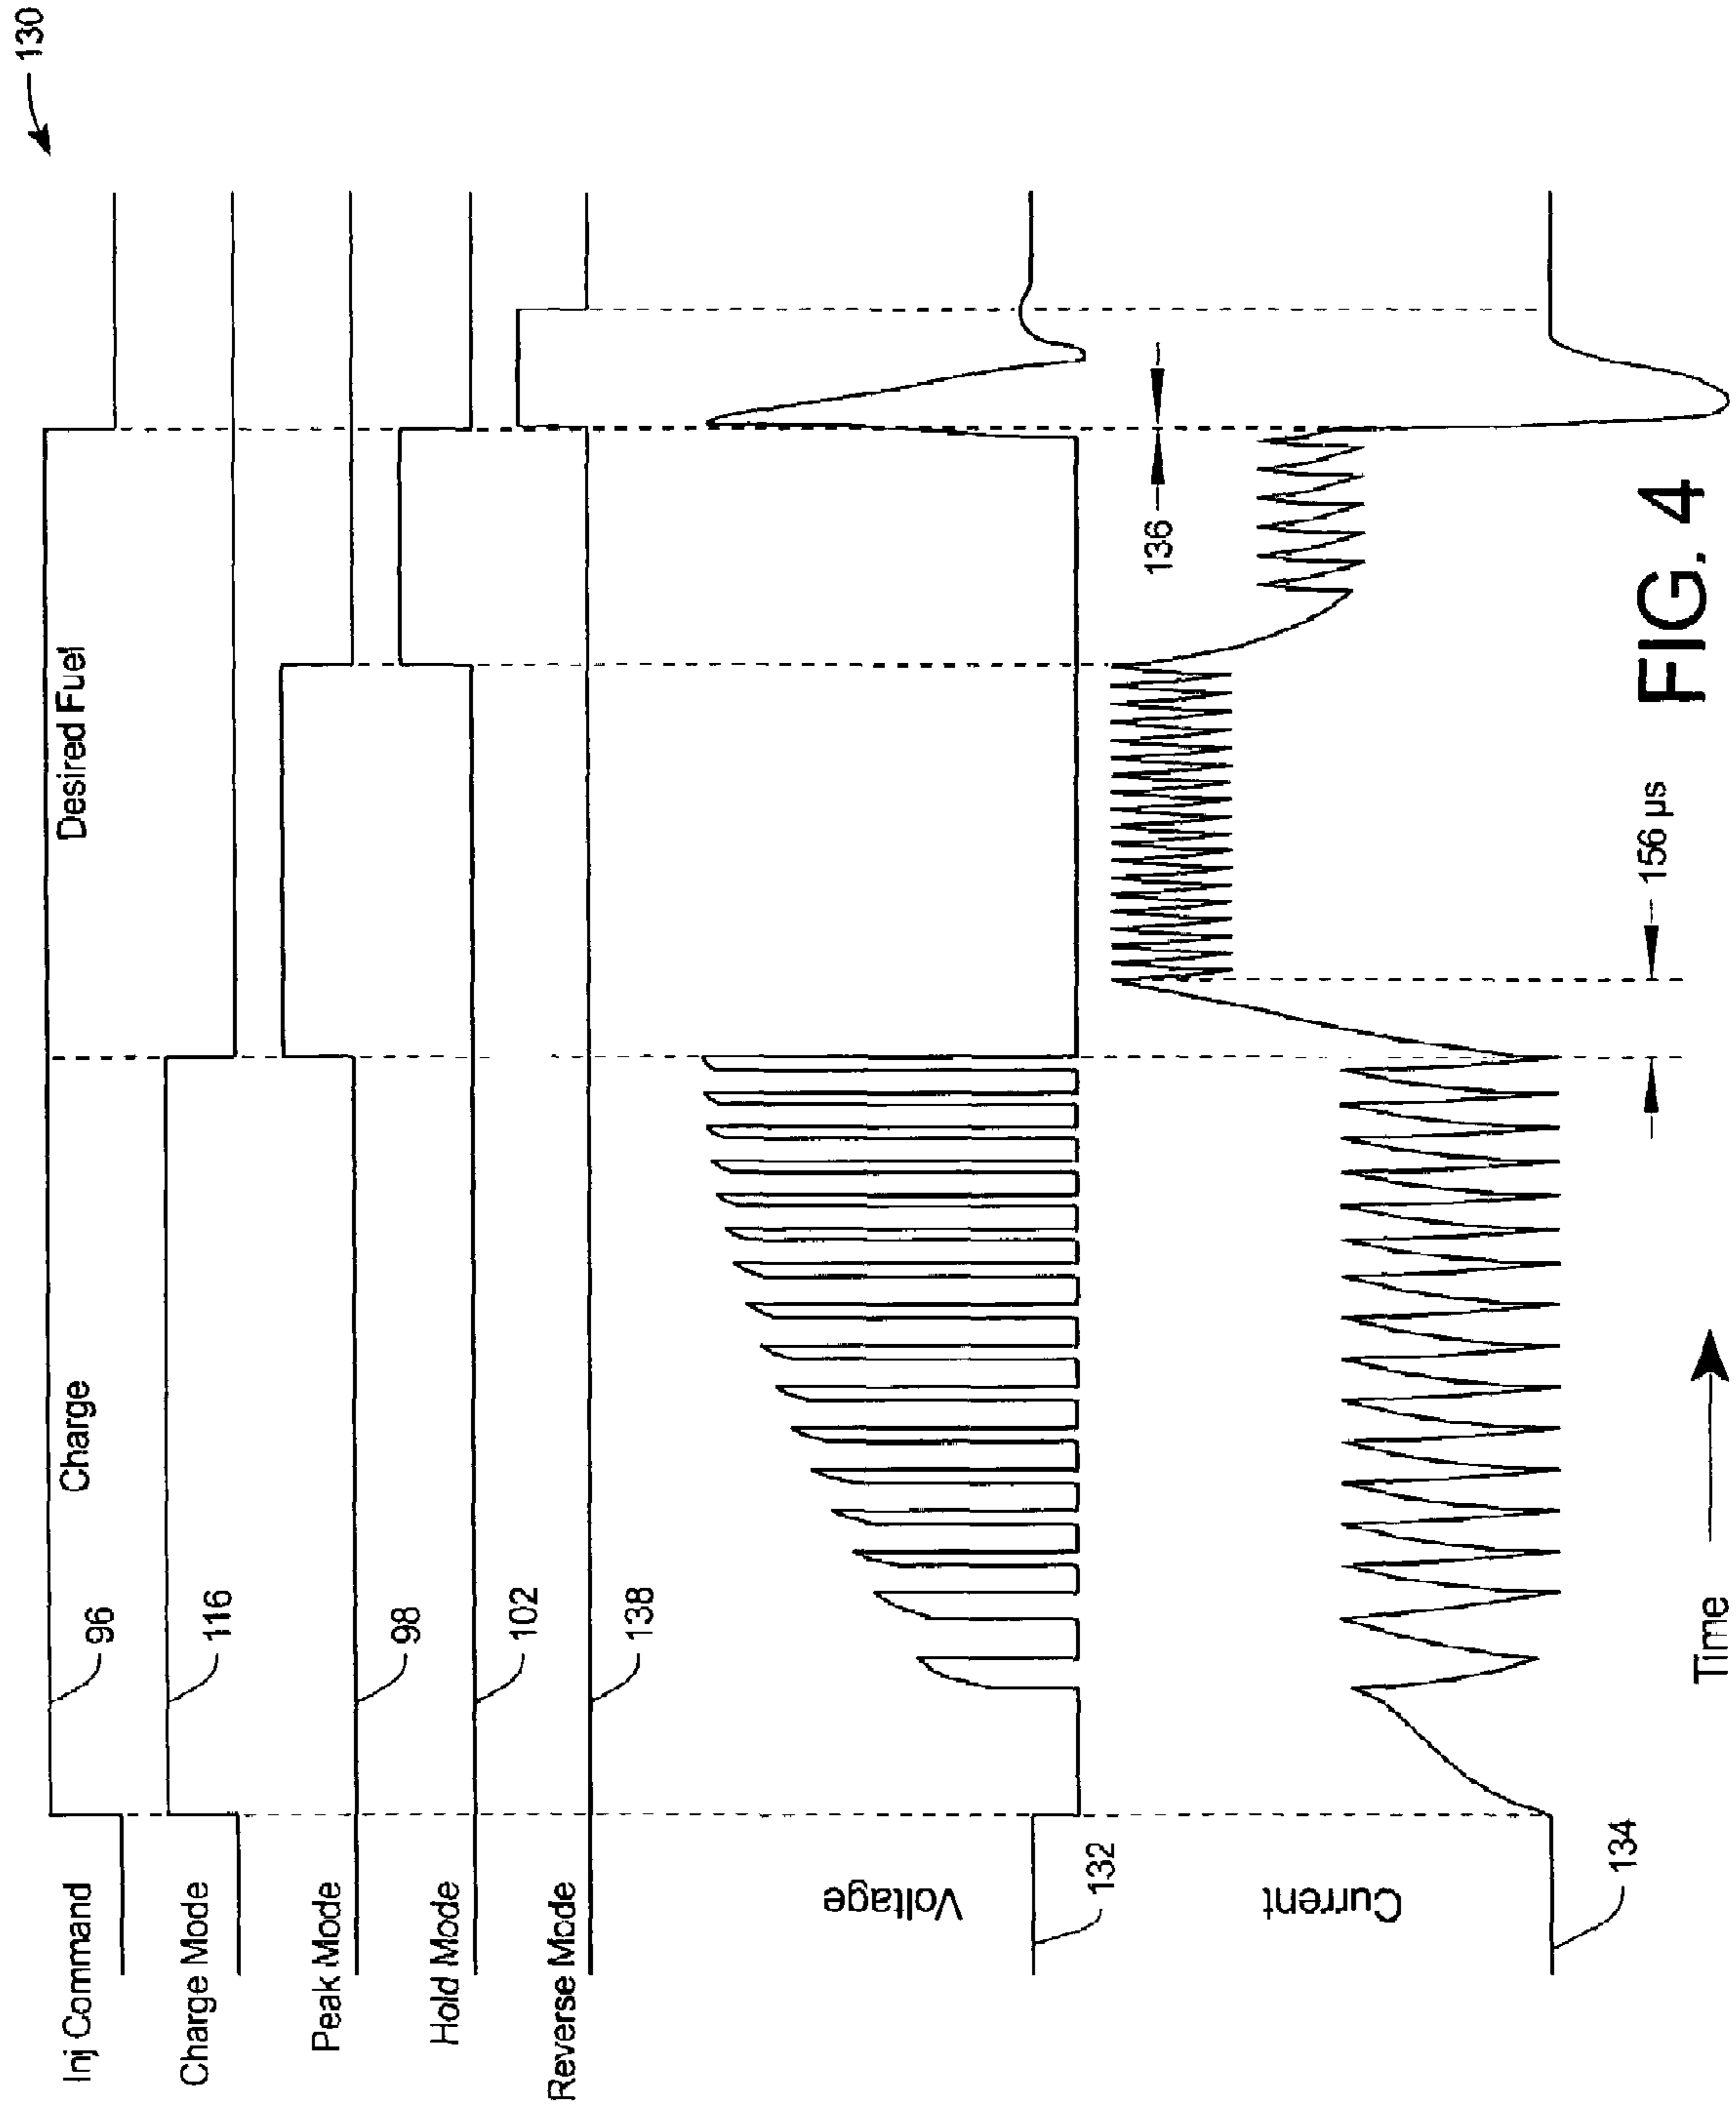 130
Inj Command
96
Charge
Desired Fuel
Charge Mode
116
Peak Mode
98
Hold Mode
102
Reverse Mode
138
Voltage
132
136
Current
134
156 µs
Time
FIG. 4